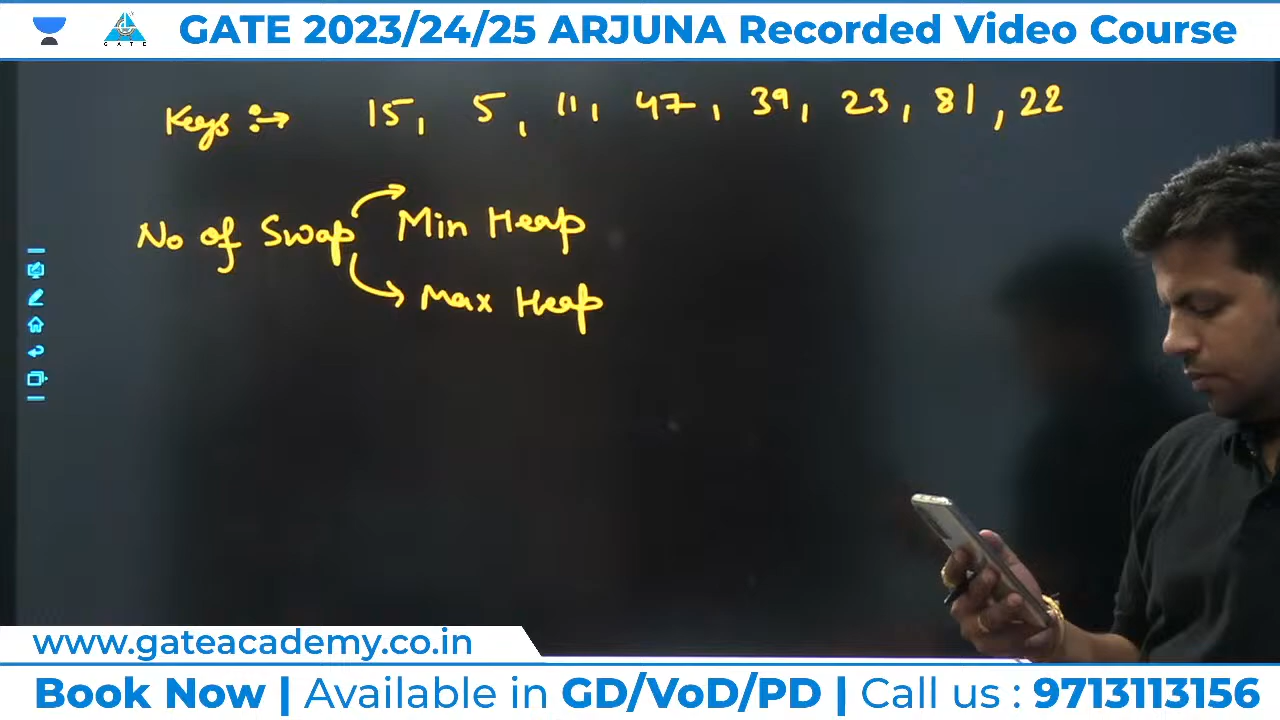 GATE 2023/24/25 ARJUNA Recorded Video Course
GATE
Keys :→ 15, 5, 11, 47, 39, 23, 81, 22
No of Swap
Min Heap
Max Heap
www.gateacademy.co.in
Book Now | Available in GD/VoD/PD | Call us : 9713113156